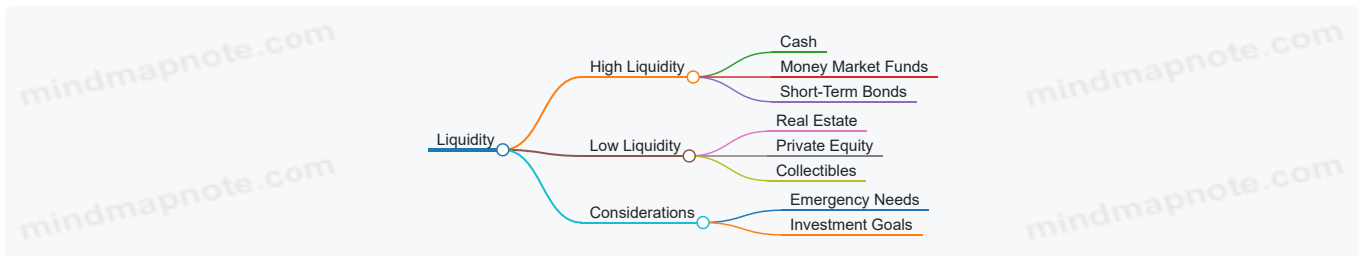 mindmapnote.com
mindmapnote.com
Liquidity
High Liquidity
Cash
Money Market Funds
Short-Term Bonds
Low Liquidity
Real Estate
Private Equity
Collectibles
Considerations
Emergency Needs
Investment Goals
mindmapnote.com
mindmapnote.com